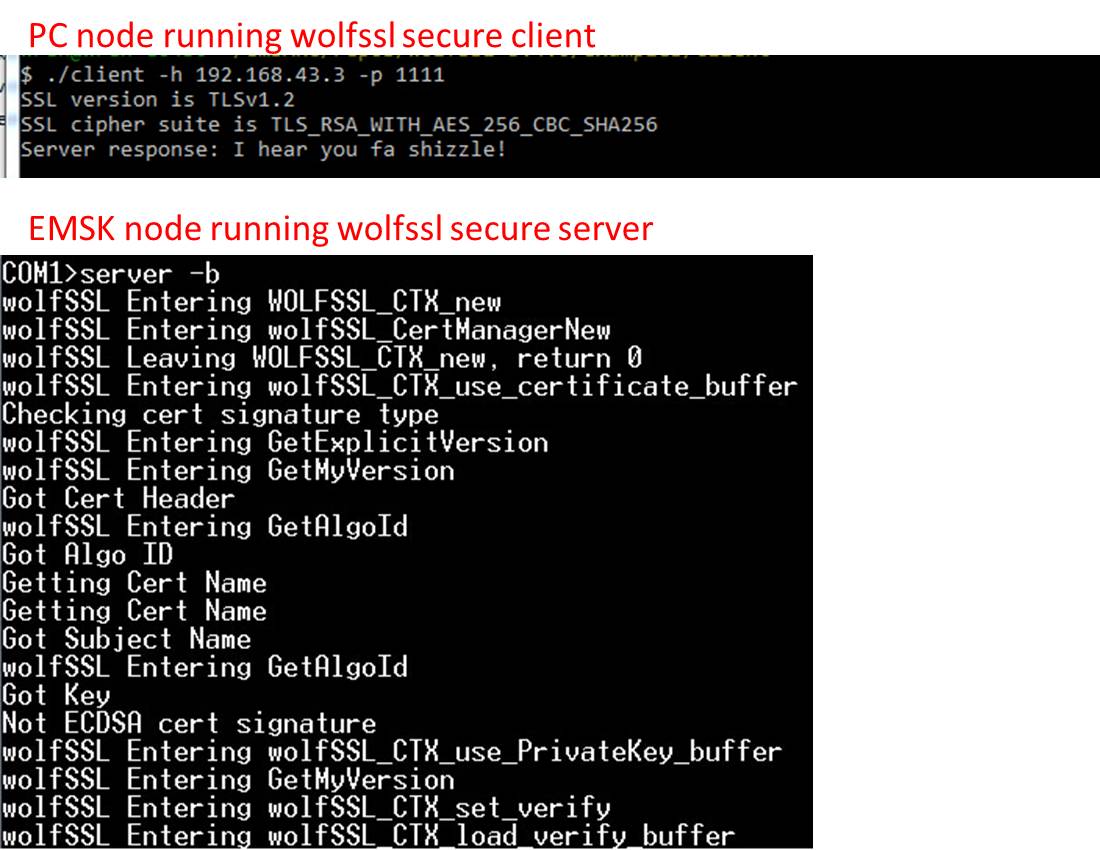 PC node running wolfssl secure client
$ ./client -h 192.168.43.3 -p 1111
SSL version is TLSv1.2
SSL cipher suite is TLS_RSA_WITH_AES_256_CBC_SHA256
Server response: I hear you fa shizzle!
EMSK node running wolfssl secure server
COM1>server -b
wolfSSL Entering WOLFSSL_CTX_new
wolfSSL Entering wolfSSL_CertManagerNew
wolfSSL Leaving WOLFSSL_CTX_new, return 0
wolfSSL Entering wolfSSL_CTX_use_certificate_buffer
Checking cert signature type
wolfSSL Entering GetExplicitVersion
wolfSSL Entering GetMyVersion
Got Cert Header
wolfSSL Entering GetAlgoId
Got Algo ID
Getting Cert Name
Getting Cert Name
Got Subject Name
wolfSSL Entering GetAlgoId
Got Key
Not ECDSA cert signature
wolfSSL Entering wolfSSL_CTX_use_PrivateKey_buffer
wolfSSL Entering GetMyVersion
wolfSSL Entering wolfSSL_CTX_set_verify
wolfSSL Entering wolfSSL_CTX_load_verify_buffer